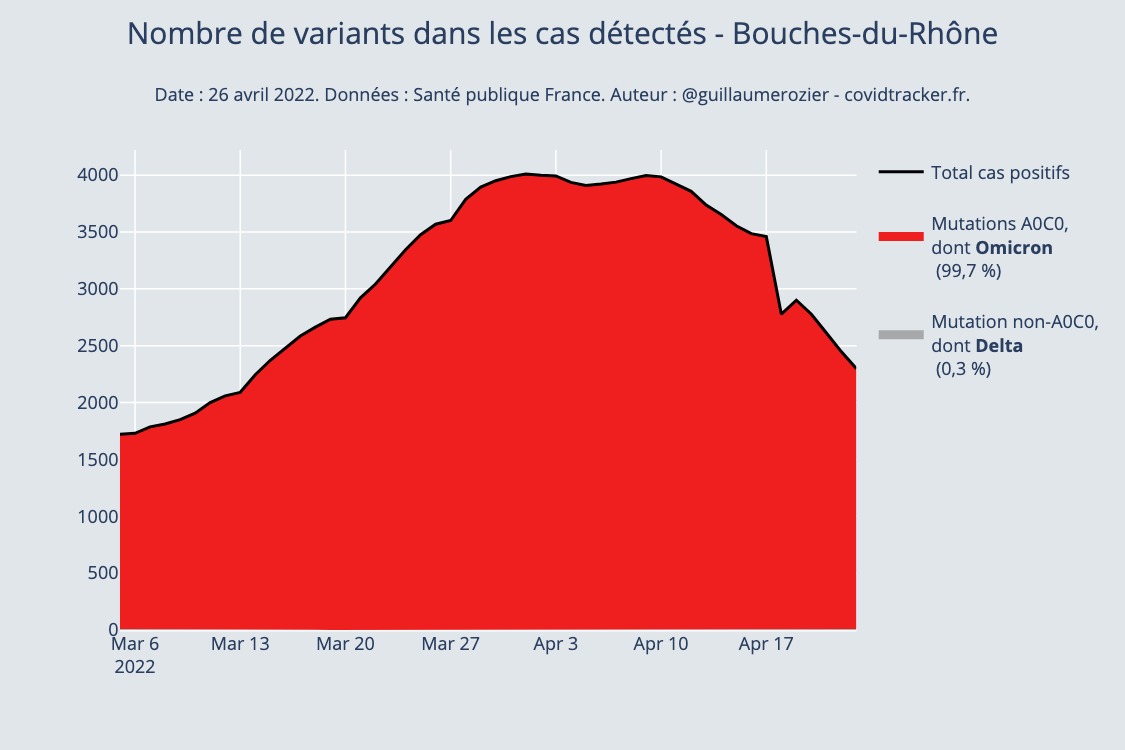 Nombre de variants dans les cas détectés - Bouches-du-Rhône
Date : 26 avril 2022. Données : Santé publique France. Auteur : @guillaumerozier - covidtracker.fr.
4000
3500
3000
2500
2000
1500
1000
500
0
Mar 6
2022
Mar 13
Mar 20
Mar 27
Apr 3
Apr 10
Apr 17
Total cas positifs
Mutations A0C0,
dont Omicron
(99,7 %)
Mutation non-A0C0,
dont Delta
(0,3 %)